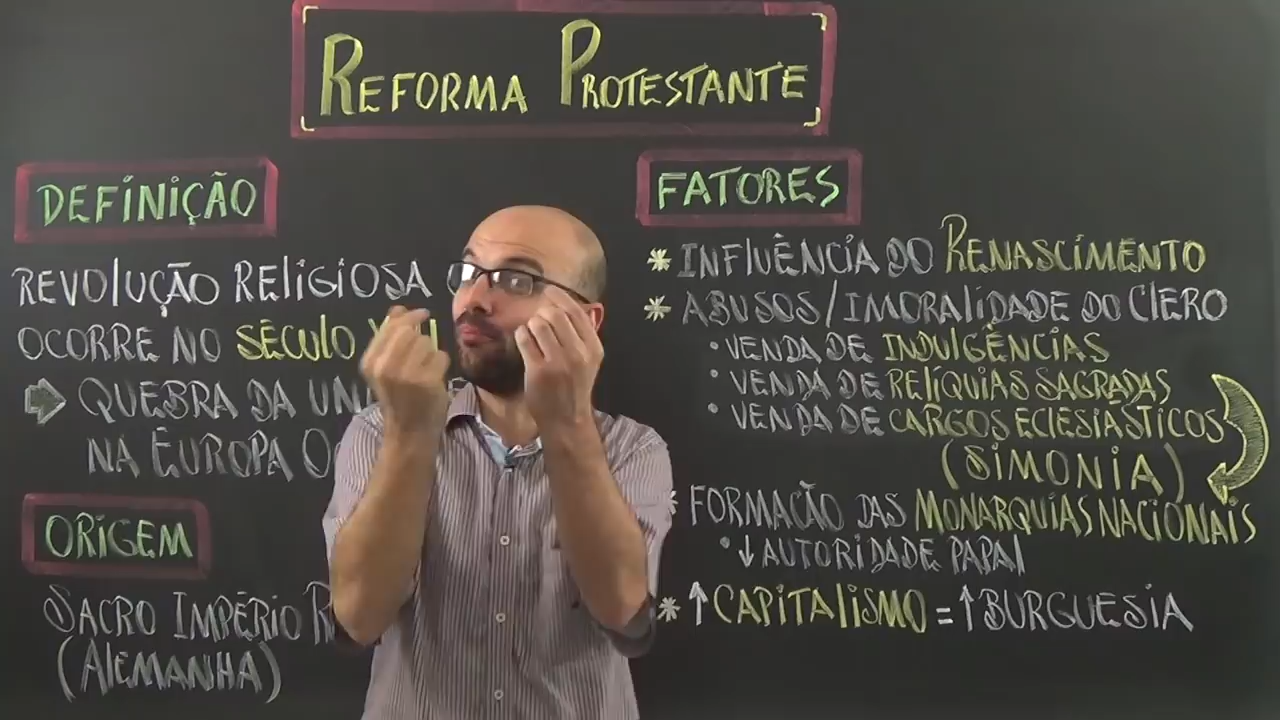 REFORMA PROTESTANTE
DEFINIÇÃO
REVOLUÇÃO RELIGIOSA
OCORRE NO SÉCULO
QUEBRA DA
NA EUROPA
ORIGEM
SACRO IMPÉRIO
(ALEMANHA)
FATORES
* INFLUÊNCIA DO RENASCIMENTO
* ABUSOS/IMORALIDADE DO CLERO
• VENDA DE INDULGÊNCIAS
• VENDA DE RELÍQUIAS SAGRADAS
• VENDA DE CARGOS ECLESIÁSTICOS
(SIMONIA)
* FORMAÇÃO DAS MONARQUIAS NACIONAIS
• ↓ AUTORIDADE PAPAL
* ↑ CAPITALISMO = ↑ BURGUESIA